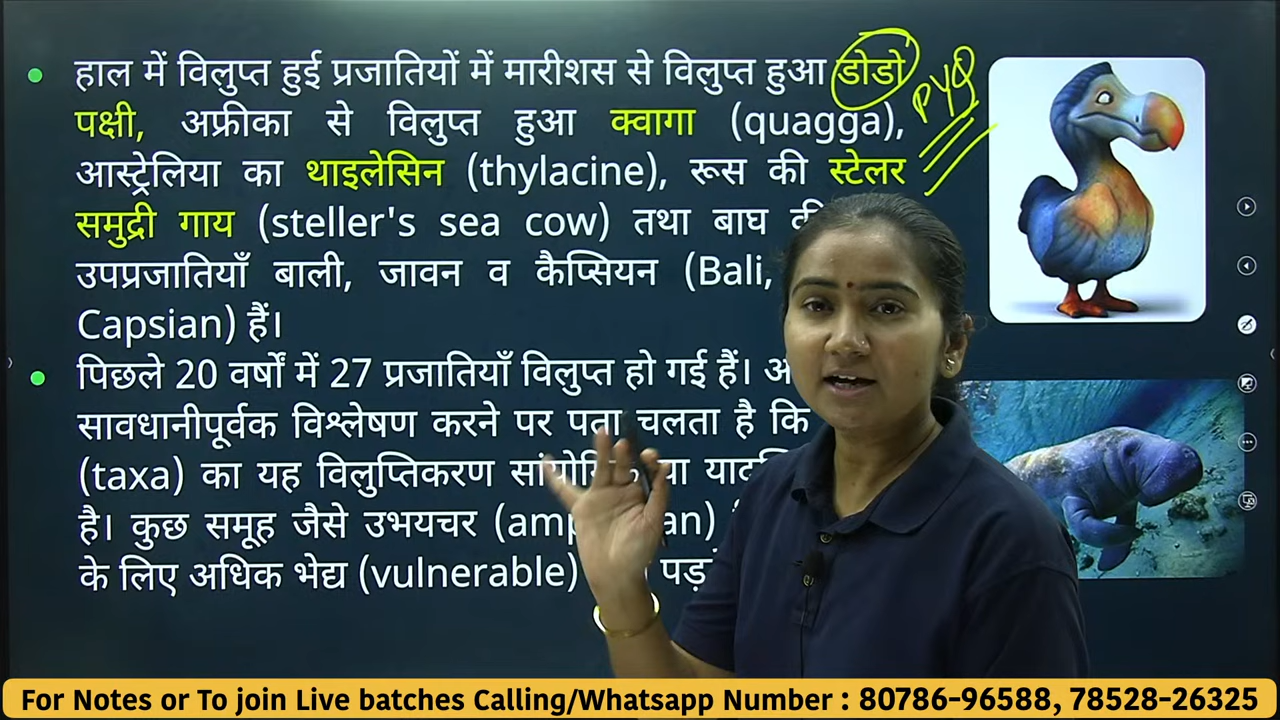 हाल में विलुप्त हुई प्रजातियों में मारीशस से विलुप्त हुआ डोडो
पक्षी, अफ्रीका से विलुप्त हुआ क्वागा (quagga),
आस्ट्रेलिया का थाइलेसिन (thylacine), रूस की स्टेलर
समुद्री गाय (steller's sea cow) तथा बाघ
उपप्रजातियाँ बाली, जावन व कैप्सियन (Bali,
Capsian) हैं।
PYQ
पिछले 20 वर्षों में 27 प्रजातियाँ विलुप्त हो गई हैं।
सावधानीपूर्वक विश्लेषण करने पर पता चलता है कि
(taxa) का यह विलुप्तिकरण या
है। कुछ समूह जैसे उभयचर
के लिए अधिक भेद्य (vulnerable)
For Notes or To join Live batches Calling/Whatsapp Number : 80786-96588, 78528-26325